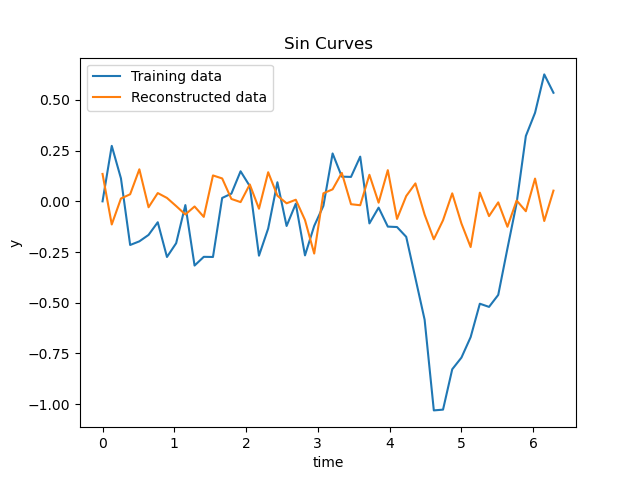 Sin Curves
Training data
Reconstructed data
0.50
0.25
0.00
−0.25
−0.50
−0.75
−1.00
y
0 1 2 3 4 5 6
time